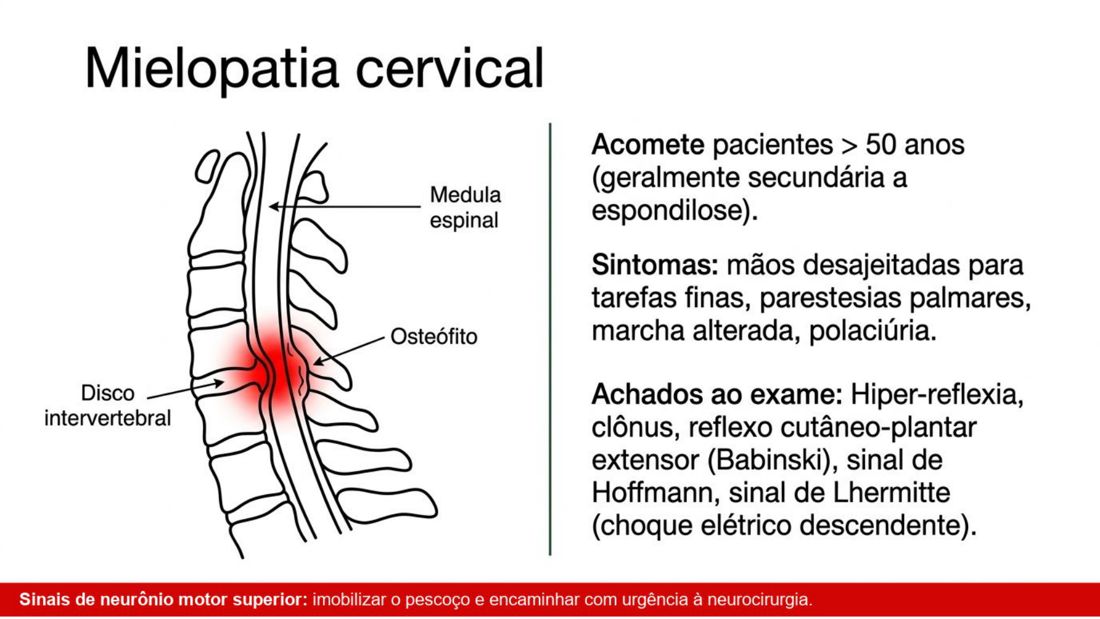 Mielopatia cervical
Medula
espinal
Osteófito
Disco
intervertebral
Acomete pacientes > 50 anos
(geralmente secundária a
espondilose).
Sintomas: mãos desajeitadas para
tarefas finas, parestesias palmares,
marcha alterada, polaciúria.
Achados ao exame: Hiper-reflexia,
clônus, reflexo cutâneo-plantar
extensor (Babinski), sinal de
Hoffmann, sinal de Lhermitte
(choque elétrico descendente).
Sinais de neurônio motor superior: imobilizar o pescoço e encaminhar com urgência à neurocirurgia.